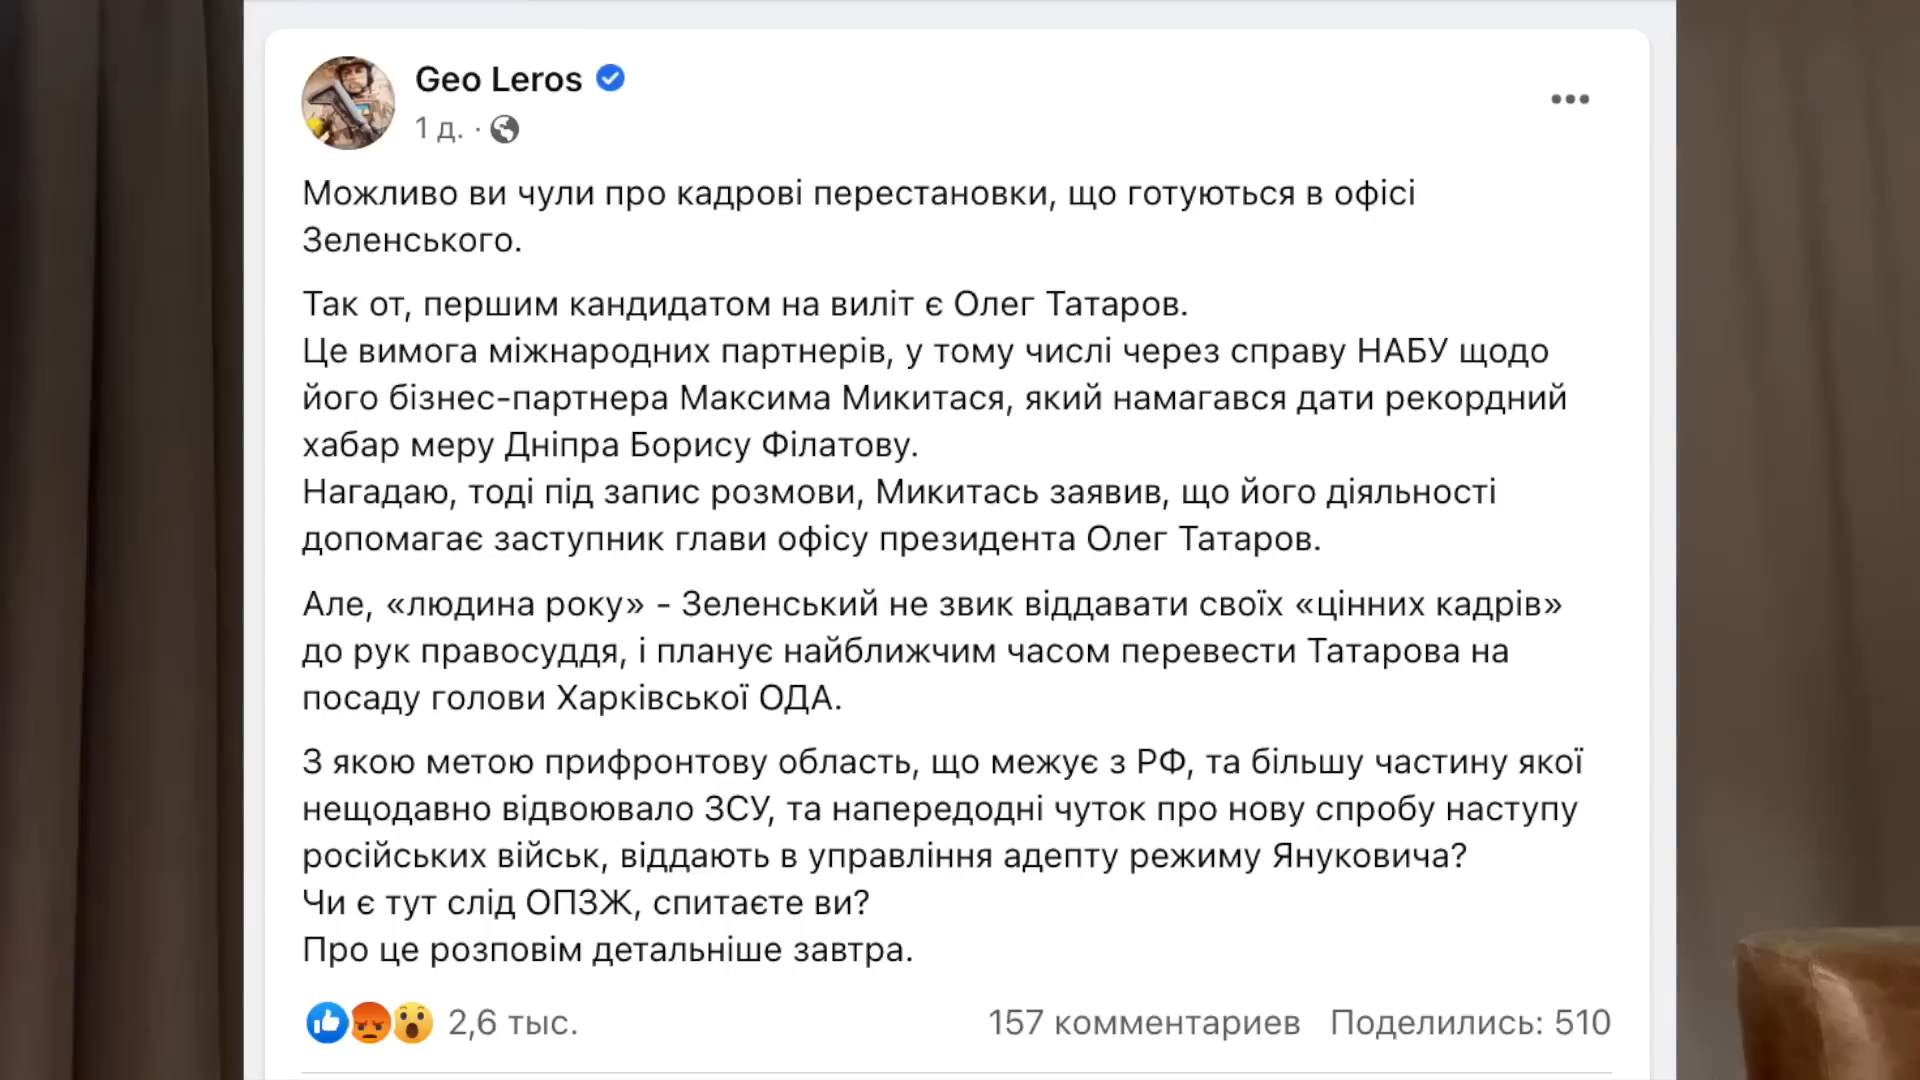 Geo Leros
1 д. ·
Можливо ви чули про кадрові перестановки, що готуються в офісі
Зеленського.
Так от, першим кандидатом на виліт є Олег Татаров.
Це вимога міжнародних партнерів, у тому числі через справу НАБУ щодо
його бізнес-партнера Максима Микитася, який намагався дати рекордний
хабар меру Дніпра Борису Філатову.
Нагадаю, тоді під запис розмови, Микитась заявив, що його діяльності
допомагає заступник глави офісу президента Олег Татаров.
Але, «людина року» - Зеленський не звик віддавати своїх «цінних кадрів»
до рук правосуддя, і планує найближчим часом перевести Татарова на
посаду голови Харківської ОДА.
З якою метою прифронтову область, що межує з РФ, та більшу частину якої
нещодавно відвоювало ЗСУ, та напередодні чуток про нову спробу наступу
російських військ, віддають в управління адепту режиму Януковича?
Чи є тут слід ОПЗЖ, спитаєте ви?
Про це розповім детальніше завтра.
2,6 тыс. 157 комментариев Поделились: 510